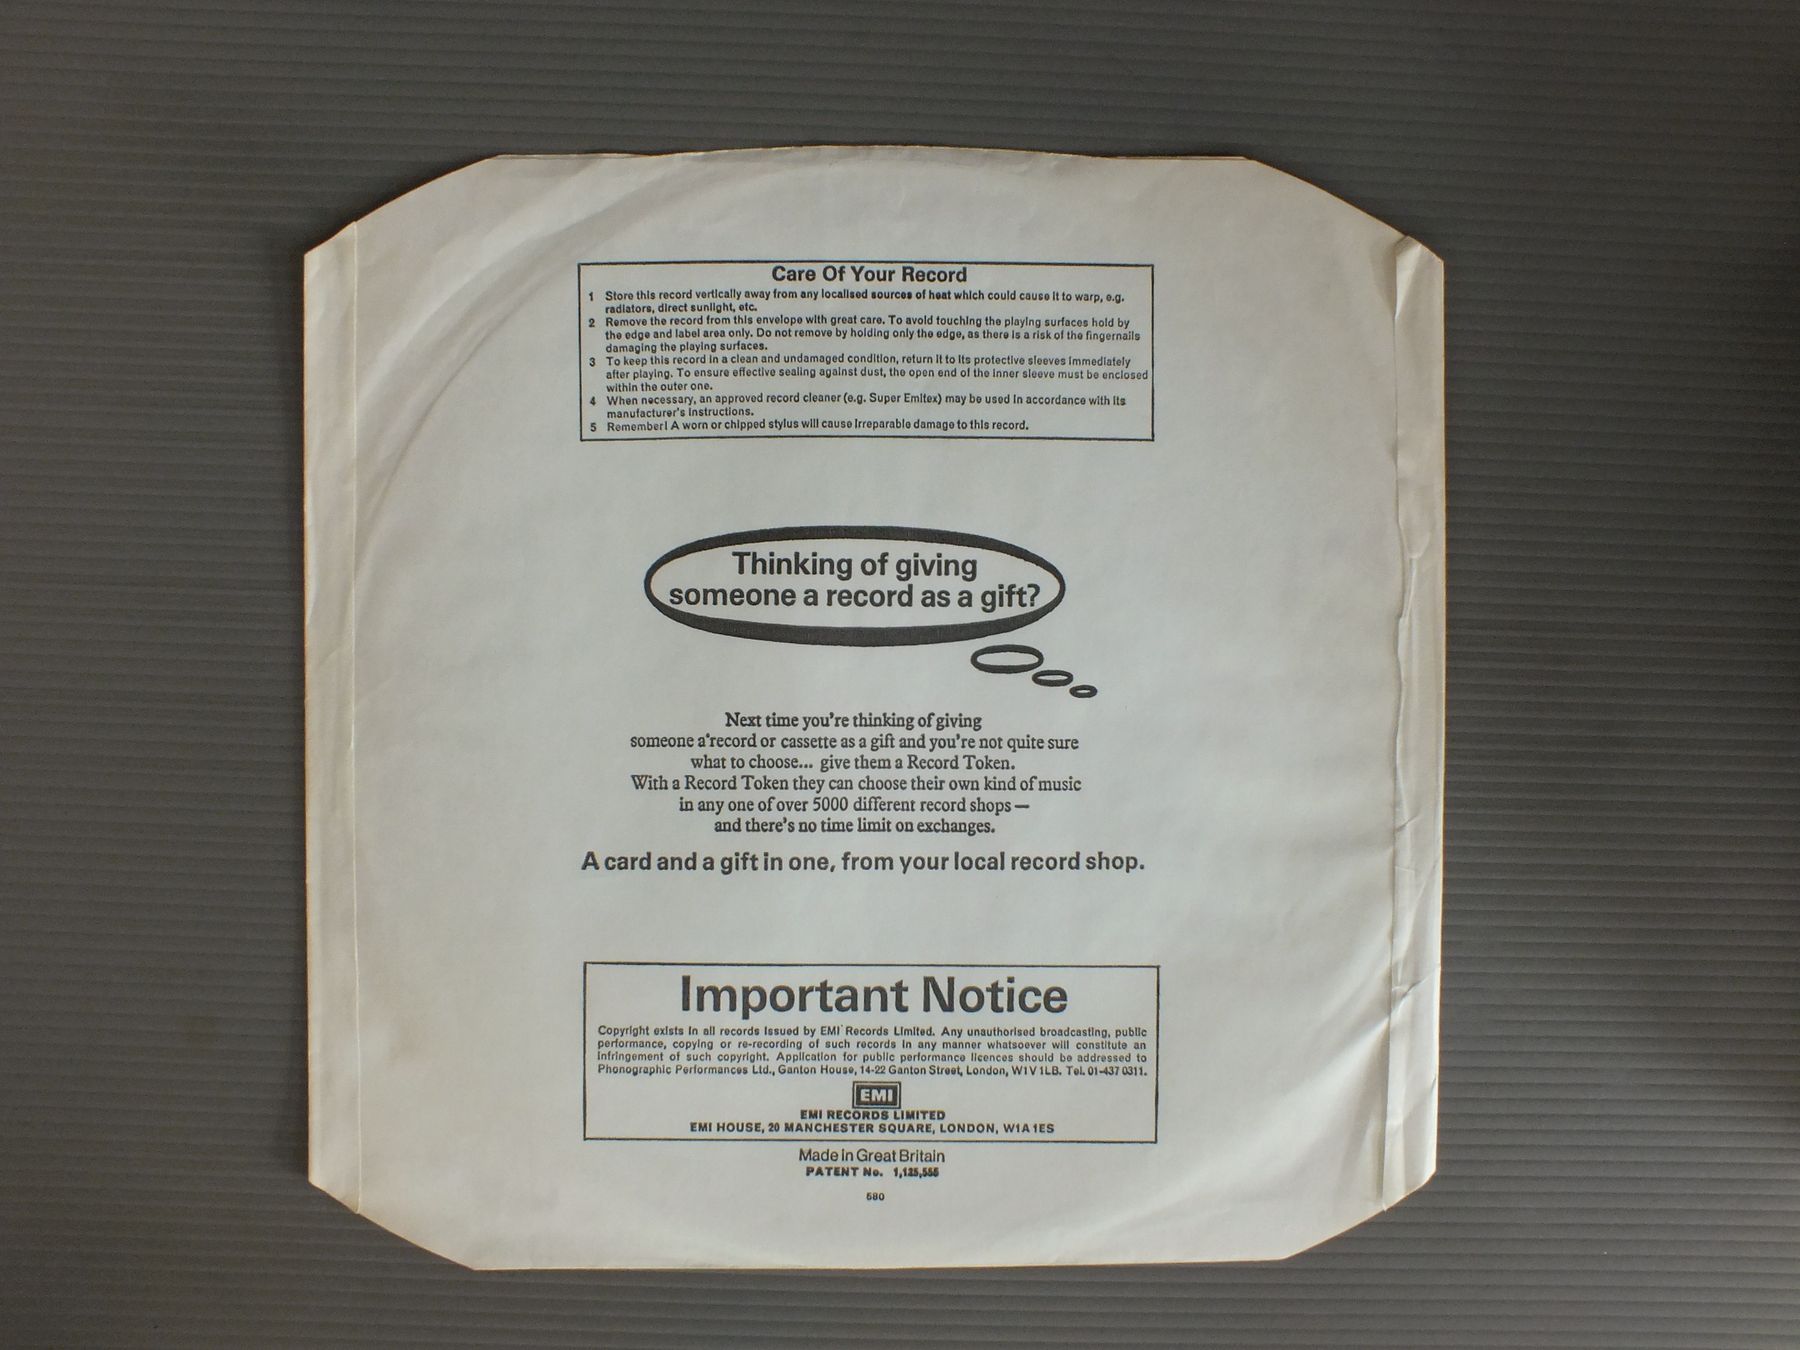 Care Of Your Record
1 Store this record vertically away from any localised sources of heat which could cause it to warp, e.g.
radiators, direct sunlight, etc.
2 Remove the record from this envelope with great care. To avoid touching the playing surfaces hold by
the edge and label area only. Do not remove by holding only the edge, as there is a risk of the fingernails
damaging the playing surfaces.
3 To keep this record in a clean and undamaged condition, return it to its protective sleeves immediately
after playing. To ensure effective sealing against dust, the open end of the inner sleeve must be enclosed
within the outer one.
4 When necessary, an approved record cleaner (e.g. Super Emitex) may be used in accordance with its
manufacturer's instructions.
5 Remember! A worn or chipped stylus will cause irreparable damage to this record.
Thinking of giving
someone a record as a gift?
Next time you're thinking of giving
someone a record or cassette as a gift and you're not quite sure
what to choose... give them a Record Token.
With a Record Token they can choose their own kind of music
in any one of over 5000 different record shops —
and there's no time limit on exchanges.
A card and a gift in one, from your local record shop.
Important Notice
Copyright exists in all records issued by EMI Records Limited. Any unauthorised broadcasting, public
performance, copying or re-recording of such records in any manner whatsoever will constitute an
infringement of such copyright. Application for public performance licences should be addressed to
Phonographic Performances Ltd., Ganton House, 14-22 Ganton Street, London, W1V 1LB. Tel. 01-437 0311.
EMI
EMI RECORDS LIMITED
EMI HOUSE, 20 MANCHESTER SQUARE, LONDON, W1A 1ES
Made in Great Britain
PATENT No. 1,125,555
580